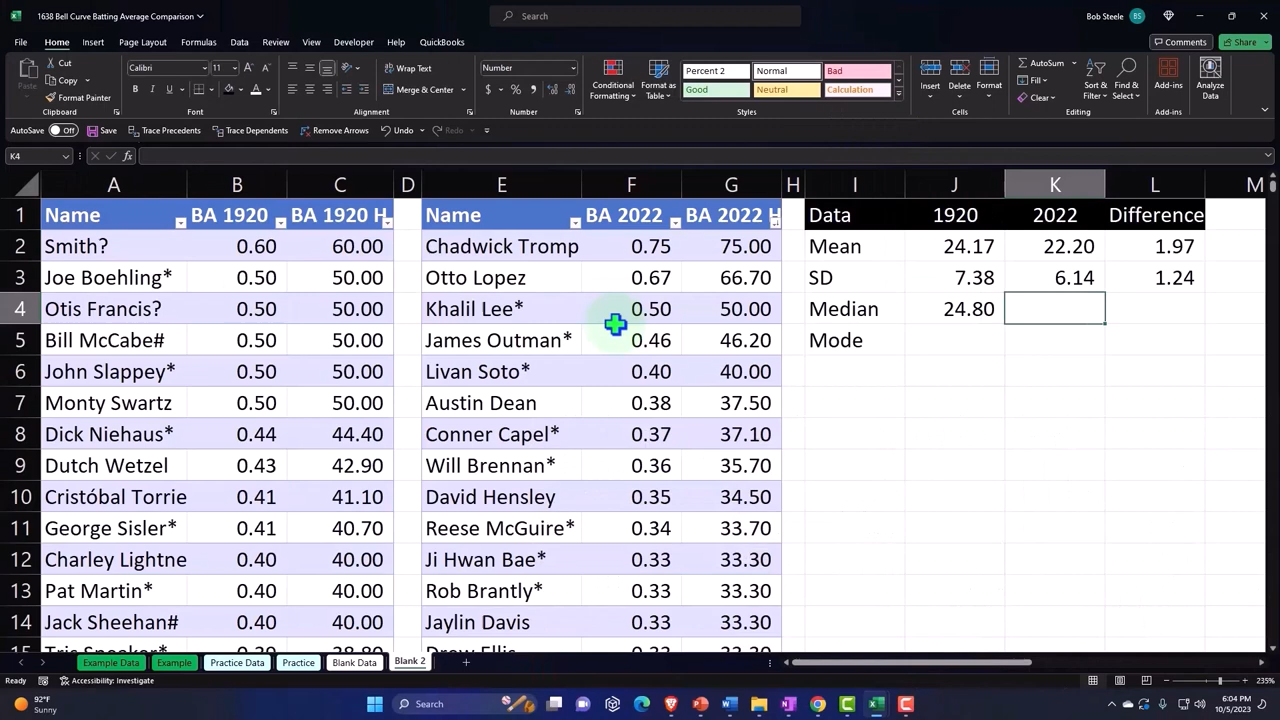 1638 Bell Curve Batting Average Comparison
Search
Bob Steele BS
File Home Insert Page Layout Formulas Data Review View Developer Help QuickBooks Comments Share
Cut
Copy
Format Painter
Paste
Calibri 11
Wrap Text
Merge & Center
Number
Conditional Formatting
Format as Table
Percent 2 Normal Bad
Good Neutral Calculation
Insert Delete Format
AutoSum
Fill
Clear
Sort & Filter
Find & Select
Add-ins
Analyze Data
Clipboard Font Alignment Number Styles Cells Editing Add-ins
AutoSave Off Save Trace Precedents Trace Dependents Remove Arrows Undo Redo
K4 fx
A B C D E F G H I J K L M
1 Name BA 1920 BA 1920 H Name BA 2022 BA 2022 H Data 1920 2022 Difference
2 Smith? 0.60 60.00 Chadwick Tromp 0.75 75.00 Mean 24.17 22.20 1.97
3 Joe Boehling* 0.50 50.00 Otto Lopez 0.67 66.70 SD 7.38 6.14 1.24
4 Otis Francis? 0.50 50.00 Khalil Lee* 0.50 50.00 Median 24.80
5 Bill McCabe# 0.50 50.00 James Outman* 0.46 46.20 Mode
6 John Slappey* 0.50 50.00 Livan Soto* 0.40 40.00
7 Monty Swartz 0.50 50.00 Austin Dean 0.38 37.50
8 Dick Niehaus* 0.44 44.40 Conner Capel* 0.37 37.10
9 Dutch Wetzel 0.43 42.90 Will Brennan* 0.36 35.70
10 Cristóbal Torrie 0.41 41.10 David Hensley 0.35 34.50
11 George Sisler* 0.41 40.70 Reese McGuire* 0.34 33.70
12 Charley Lightne 0.40 40.00 Ji Hwan Bae* 0.33 33.30
13 Pat Martin* 0.40 40.00 Rob Brantly* 0.33 33.30
14 Jack Sheehan# 0.40 40.00 Jaylin Davis 0.33 33.30
15 Tris Speaker* 0.39 38.80 Drew Ellis 0.33 33.30
Example Data Example Practice Data Practice Blank Data Blank 2
Ready Accessibility: Investigate 235%
92°F
Sunny
Search
6:04 PM
10/5/2023